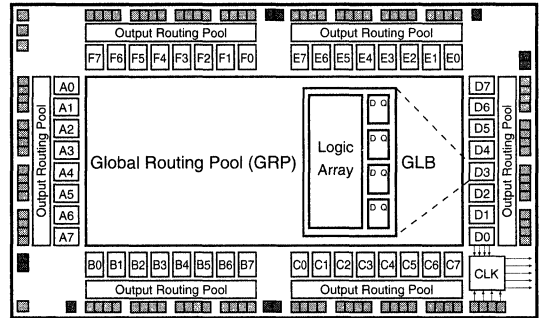 Output Routing Pool
Output Routing Pool
F7 F6 F5 F4 F3 F2 F1 F0
E7 E6 E5 E4 E3 E2 E1 E0
Output Routing Pool
A0
A1
A2
A3
A4
A5
A6
A7
Global Routing Pool (GRP)
Logic
Array
D Q
D Q
D Q
D Q
GLB
D7
D6
D5
D4
D3
D2
D1
D0
Output Routing Pool
CLK
B0 B1 B2 B3 B4 B5 B6 B7
C0 C1 C2 C3 C4 C5 C6 C7
Output Routing Pool
Output Routing Pool